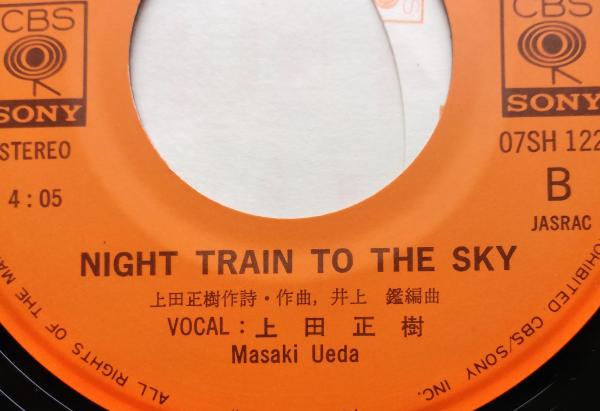 CBS
SONY
STEREO
4:05
CBS
SONY
07SH 122
B
JASRAC
NIGHT TRAIN TO THE SKY
上田正樹作詩・作曲, 井上 鑑編曲
VOCAL : 上田正樹
Masaki Ueda
ALL RIGHTS OF THE MA
OHIBITED. CBS/SONY INC.